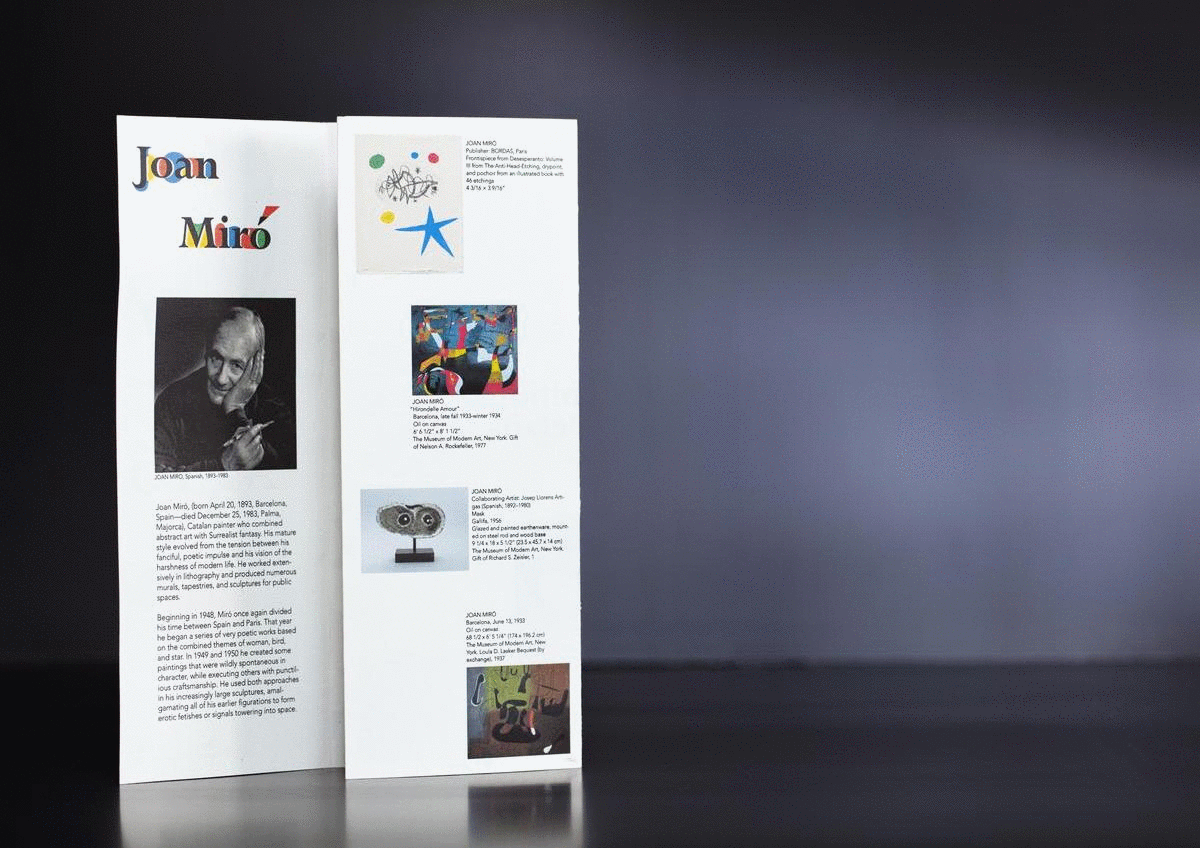 Joan
Miró
JOAN MIRÓ, Spanish, 1893–1983
Joan Miró, (born April 20, 1893, Barcelona,
Spain—died December 25, 1983, Palma,
Majorca), Catalan painter who combined
abstract art with Surrealist fantasy. His mature
style evolved from the tension between his
fanciful, poetic impulse and his vision of the
harshness of modern life. He worked exten-
sively in lithography and produced numerous
murals, tapestries, and sculptures for public
spaces.
Beginning in 1948, Miró once again divided
his time between Spain and Paris. That year
he began a series of very poetic works based
on the combined themes of woman, bird,
and star. In 1949 and 1950 he created some
paintings that were wildly spontaneous in
character, while executing others with punctil-
ious craftsmanship. He used both approaches
in his increasingly large sculptures, amal-
gamating all of his earlier figurations to form
erotic fetishes or signals towering into space.
JOAN MIRÓ
Publisher: BORDAS, Paris
Frontispiece from Desesperanto: Volume
III from The Anti-Head-Etching, drypoint,
and pochoir from an illustrated book with
46 etchings
4 3/16 × 3 9/16"
JOAN MIRÓ
"Hirondelle Amour"
Barcelona, late fall 1933-winter 1934
Oil on canvas
6' 6 1/2" x 8' 1 1/2"
The Museum of Modern Art, New York. Gift
of Nelson A. Rockefeller, 1977
JOAN MIRÓ
Collaborating Artist: Josep Llorens Arti-
gas (Spanish, 1892–1980)
Mask
Gallifa, 1956
Glazed and painted earthenware, mount-
ed on steel rod and wood base
9 1/4 x 18 x 5 1/2" (23.5 x 45.7 x 14 cm)
The Museum of Modern Art, New York.
Gift of Richard S. Zeisler, 1
JOAN MIRÓ
Barcelona, June 13, 1933
Oil on canvas
68 1/2 x 6' 5 1/4" (174 x 196.2 cm)
The Museum of Modern Art, New
York. Loula D. Lasker Bequest (by
exchange), 1937